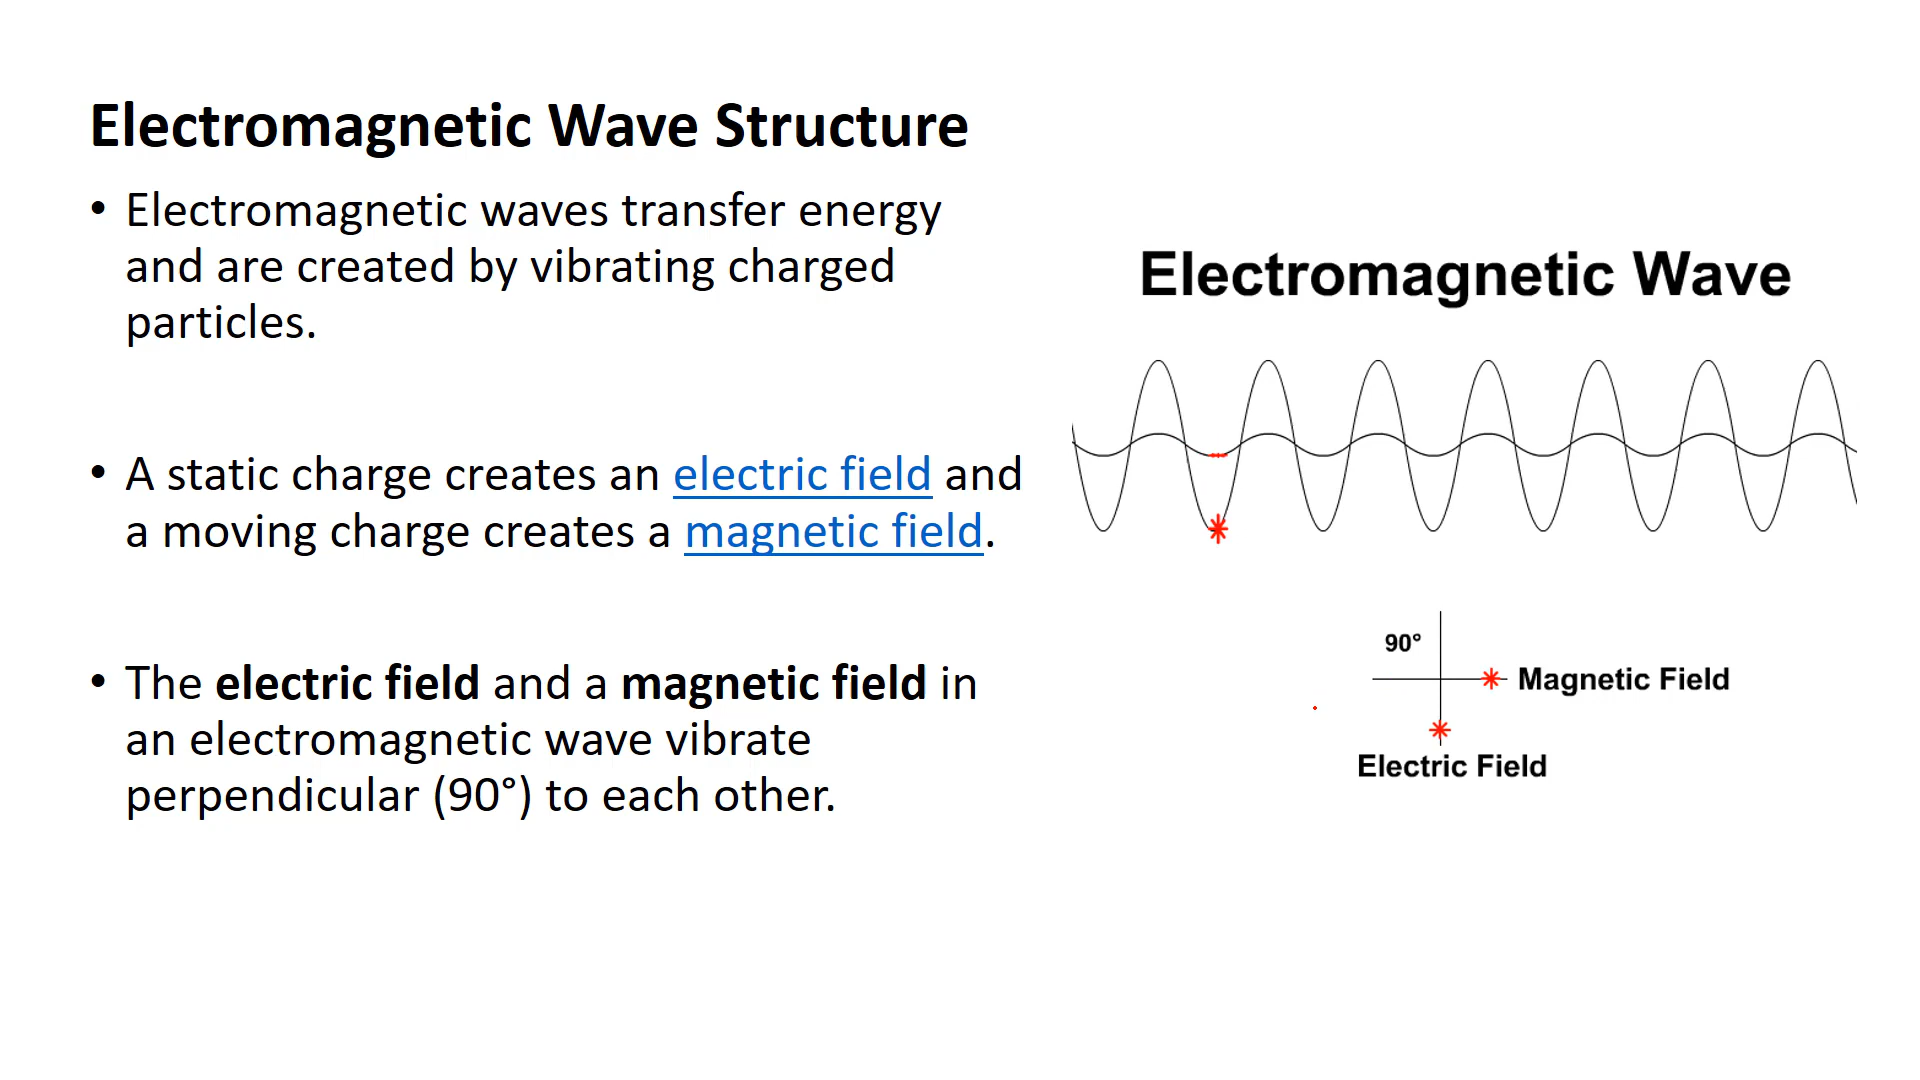 Electromagnetic Wave Structure
• Electromagnetic waves transfer energy
and are created by vibrating charged
particles.
• A static charge creates an electric field and
a moving charge creates a magnetic field.
• The electric field and a magnetic field in
an electromagnetic wave vibrate
perpendicular (90°) to each other.
Electromagnetic Wave
90°
Magnetic Field
Electric Field